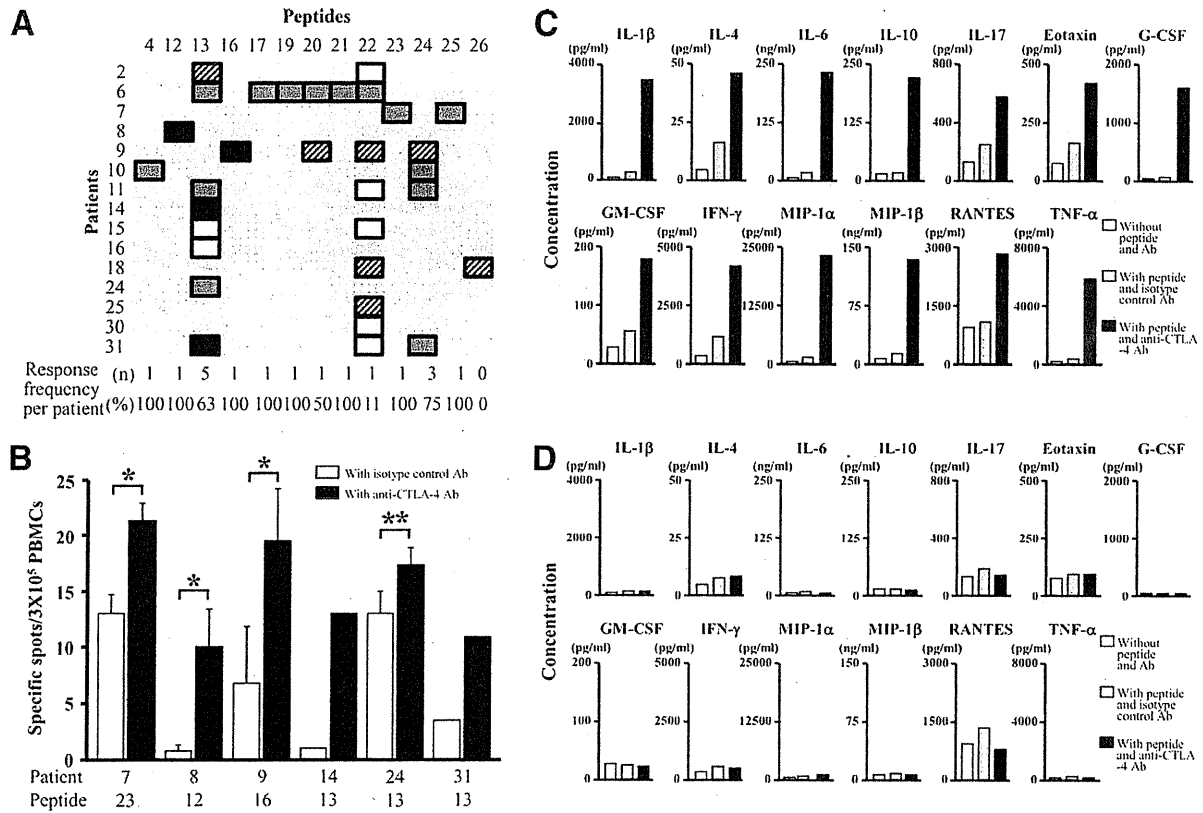 A
Peptides
4 12 13 16 17 19 20 21 22 23 24 25 26
Patients
2
6
7
8
9
10
11
14
15
16
18
24
25
30
31
Response frequency per patient
(n) 1 1 5 1 1 1 1 1 1 1 3 1 0
(%) 100 100 63 100 100 100 50 100 11 100 75 100 0
B
With isotype control Ab
With anti-CTLA-4 Ab
Specific spots/3X10⁵ PBMCs
25
20
15
10
5
0
* * * **
Patient 7 8 9 14 24 31
Peptide 23 12 16 13 13 13
C
Concentration
IL-1β IL-4 IL-6 IL-10 IL-17 Eotaxin G-CSF
(pg/ml) (pg/ml) (ng/ml) (pg/ml) (pg/ml) (pg/ml) (pg/ml)
4000 50 250 250 800 500 2000
2000 25 125 125 400 250 1000
0 0 0 0 0 0 0
GM-CSF IFN-γ MIP-1α MIP-1β RANTES TNF-α
(pg/ml) (pg/ml) (pg/ml) (ng/ml) (pg/ml) (pg/ml)
200 5000 25000 150 3000 8000
100 2500 12500 75 1500 4000
0 0 0 0 0 0
Without peptide and Ab
With peptide and isotype control Ab
With peptide and anti-CTLA -4 Ab
D
Concentration
IL-1β IL-4 IL-6 IL-10 IL-17 Eotaxin G-CSF
(pg/ml) (pg/ml) (ng/ml) (pg/ml) (pg/ml) (pg/ml) (pg/ml)
4000 50 250 250 800 500 2000
2000 25 125 125 400 250 1000
0 0 0 0 0 0 0
GM-CSF IFN-γ MIP-1α MIP-1β RANTES TNF-α
(pg/ml) (pg/ml) (pg/ml) (ng/ml) (pg/ml) (pg/ml)
200 5000 25000 150 3000 8000
100 2500 12500 75 1500 4000
0 0 0 0 0 0
Without peptide and Ab
With peptide and isotype control Ab
With peptide and anti-CTLA -4 Ab